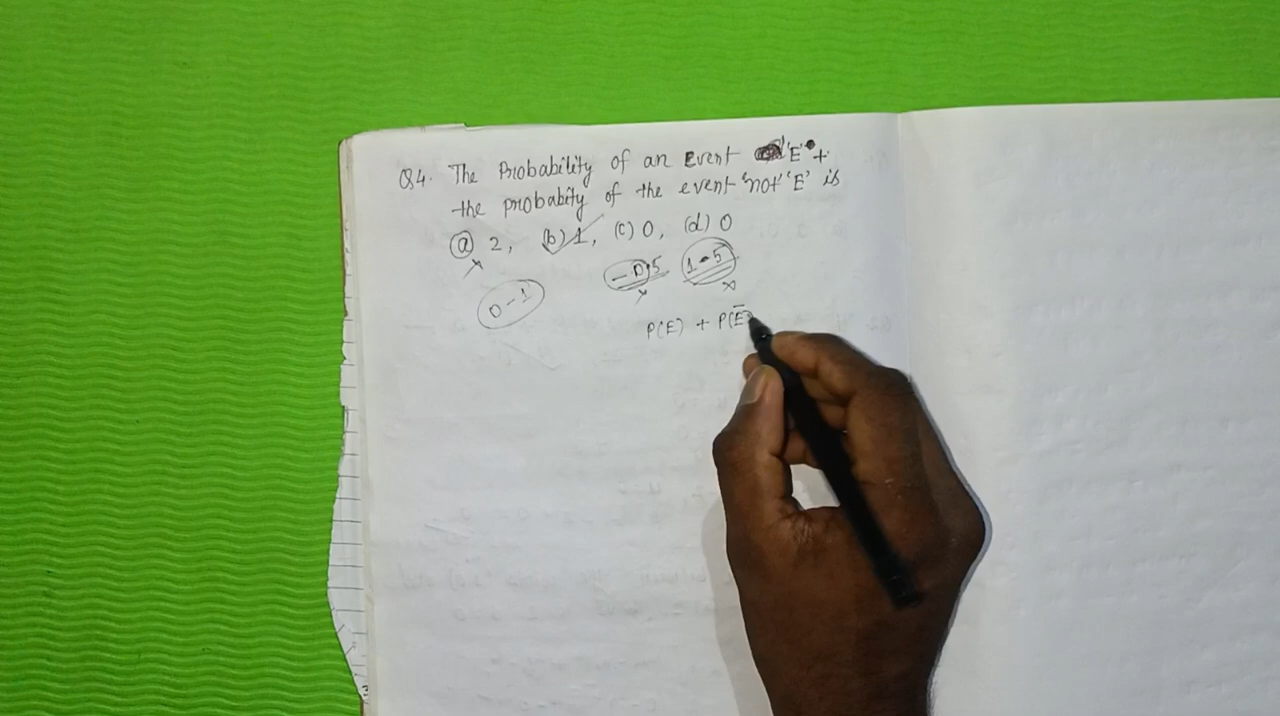 Q4. The Probability of an Event 'E' +
the probabity of the event 'not 'E' is
(a) 2, (b) 1, (c) 0, (d) 0
0-1 -0.5 1-5
P(E) + P(E̅)